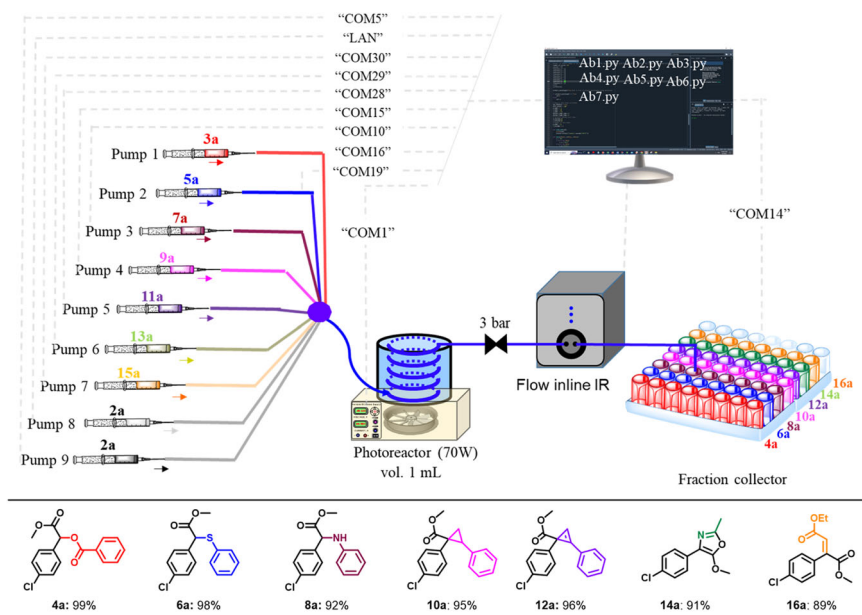 “COM5”
“LAN”
“COM30”
“COM29”
“COM28”
“COM15”
“COM10”
“COM16”
“COM19”
“COM1”
“COM14”
Ab1.py Ab2.py Ab3.py
Ab4.py Ab5.py Ab6.py
Ab7.py
Pump 1 3a
Pump 2 5a
Pump 3 7a
Pump 4 9a
Pump 5 11a
Pump 6 13a
Pump 7 15a
Pump 8 2a
Pump 9 2a
3 bar
Flow inline IR
Photoreactor (70W)
vol. 1 mL
16a
14a
12a
10a
8a
6a
4a
Fraction collector
O O O O Cl
O O S Cl
O O NH Cl
O O Cl
O O Cl
N O O Cl
OEt O O O Cl
4a: 99% 6a: 98% 8a: 92% 10a: 95% 12a: 96% 14a: 91% 16a: 89%